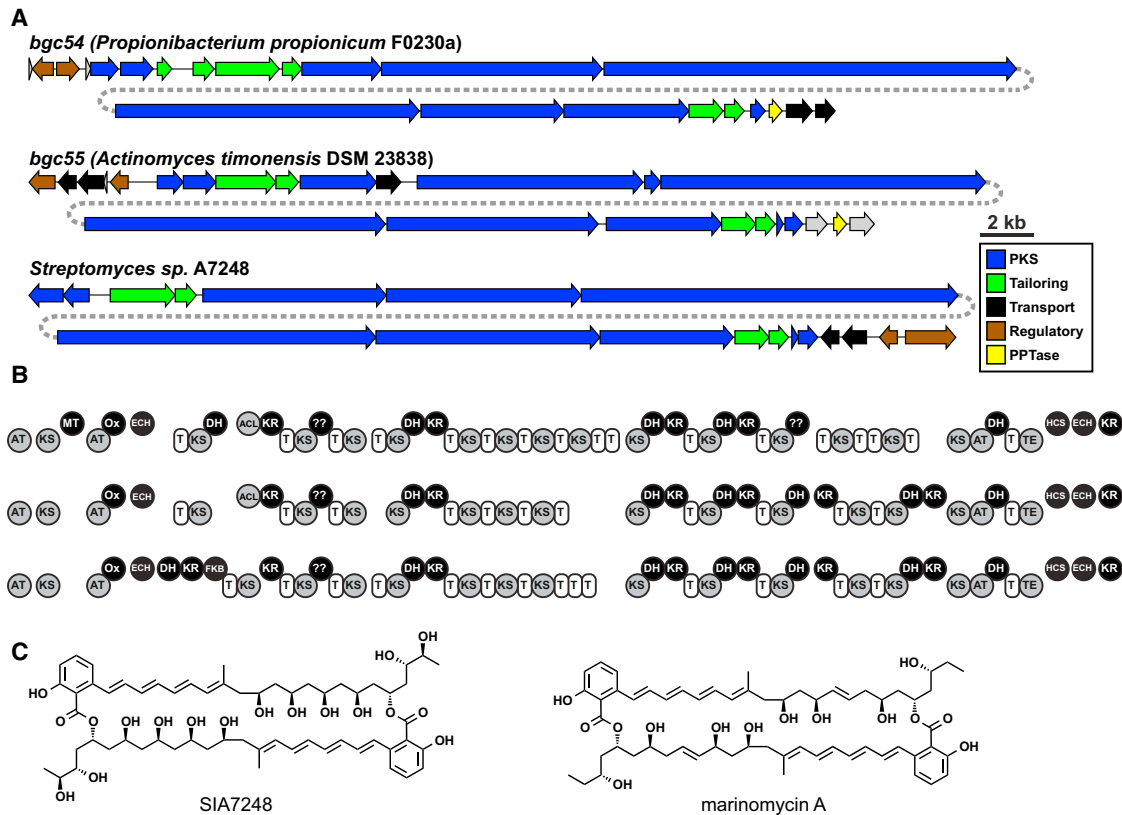 A
bgc54 (Propionibacterium propionicum F0230a)
bgc55 (Actinomyces timonensis DSM 23838)
2 kb
Streptomyces sp. A7248
PKS
Tailoring
Transport
Regulatory
PPTase
B
MT Ox ECH DH ACL KR ?? DH KR DH KR DH KR ?? DH HCS ECH KR
AT KS AT T KS T KS T KS T KS T KS T KS T KS T KS T T KS T KS T KS T KS T T KS T KS AT T TE
Ox ECH ACL KR ?? DH KR DH KR DH KR DH KR DH KR DH HCS ECH KR
AT KS AT T KS T KS T KS KS T KS T KS T KS T KS T KS T KS T KS T KS KS AT T TE
Ox ECH DH KR FKB KR ?? DH KR DH KR DH KR DH KR DH KR DH HCS ECH KR
AT KS AT T KS T KS T KS T KS T KS T KS T KS T T T KS T KS T KS T KS T KS KS AT T TE
C
OH
HO
HO
OH OH OH OH
O
O
O
O
OH OH OH OH
OH
OH
OH
SIA7248
HO
HO
OH OH OH
O
O
O
O
OH OH OH
OH
OH
marinomycin A